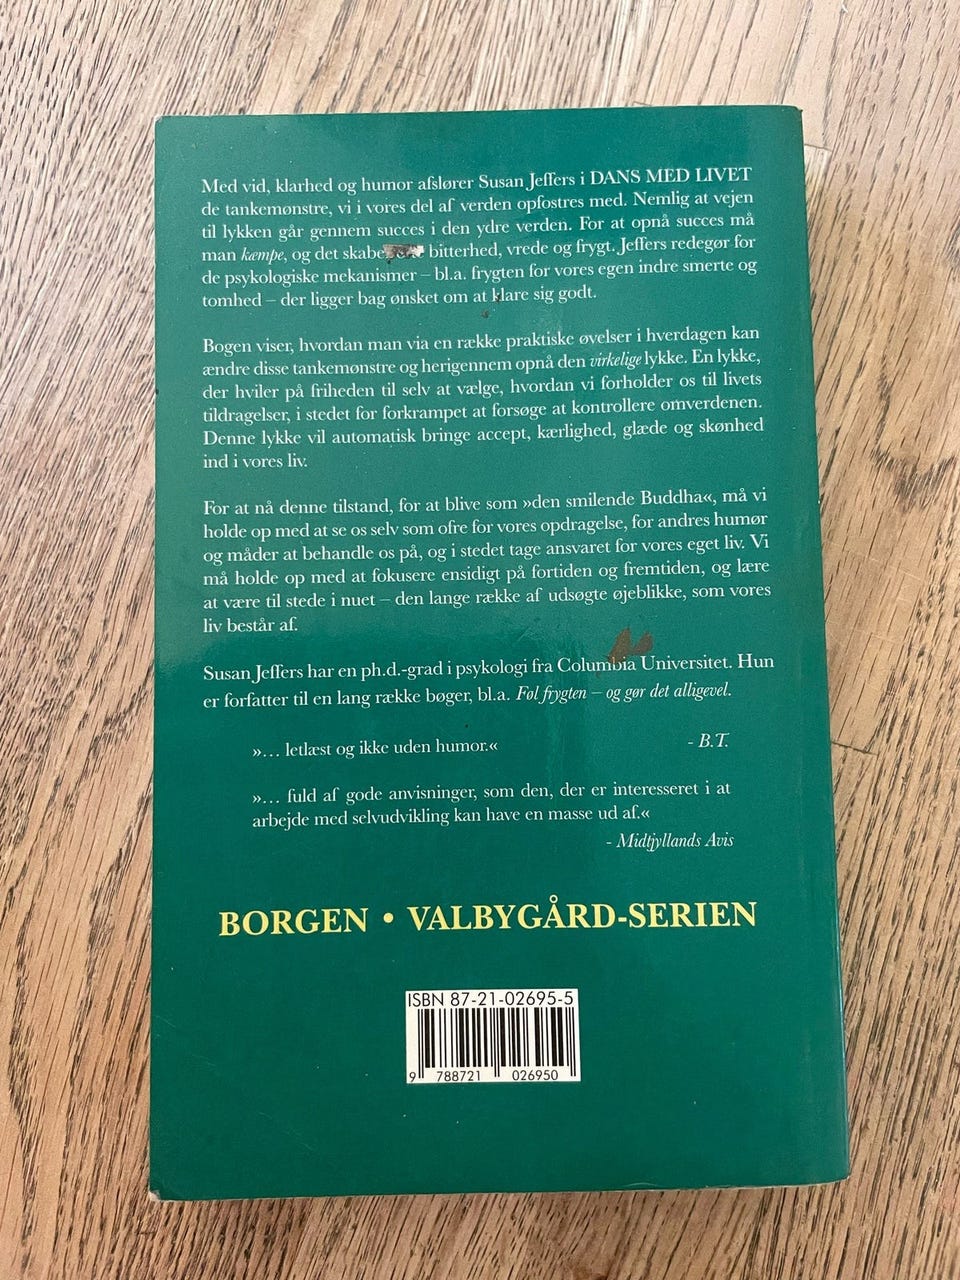 Med vid, klarhed og humor afslører Susan Jeffers i DANS MED LIVET
de tankemønstre, vi i vores del af verden opfostres med. Nemlig at vejen
til lykken går gennem succes i den ydre verden. For at opnå succes må
man kæmpe, og det skabe bitterhed, vrede og frygt. Jeffers redegør for
de psykologiske mekanismer – bl.a. frygten for vores egen indre smerte og
tomhed – der ligger bag ønsket om at klare sig godt.
Bogen viser, hvordan man via en række praktiske øvelser i hverdagen kan
ændre disse tankemønstre og herigennem opnå den virkelige lykke. En lykke,
der hviler på friheden til selv at vælge, hvordan vi forholder os til livets
tildragelser, i stedet for forkrampet at forsøge at kontrollere omverdenen.
Denne lykke vil automatisk bringe accept, kærlighed, glæde og skønhed
ind i vores liv.
For at nå denne tilstand, for at blive som »den smilende Buddha«, må vi
holde op med at se os selv som ofre for vores opdragelse, for andres humør
og måder at behandle os på, og i stedet tage ansvaret for vores eget liv. Vi
må holde op med at fokusere ensidigt på fortiden og fremtiden, og lære
at være til stede i nuet – den lange række af udsøgte øjeblikke, som vores
liv består af.
Susan Jeffers har en ph.d.-grad i psykologi fra Columbia Universitet. Hun
er forfatter til en lang række bøger, bl.a. Føl frygten – og gør det alligevel.
»… letlæst og ikke uden humor.« - B.T.
»… fuld af gode anvisninger, som den, der er interesseret i at
arbejde med selvudvikling kan have en masse ud af.«
- Midtjyllands Avis
BORGEN • VALBYGÅRD-SERIEN
ISBN 87-21-02695-5
9 788721 026950